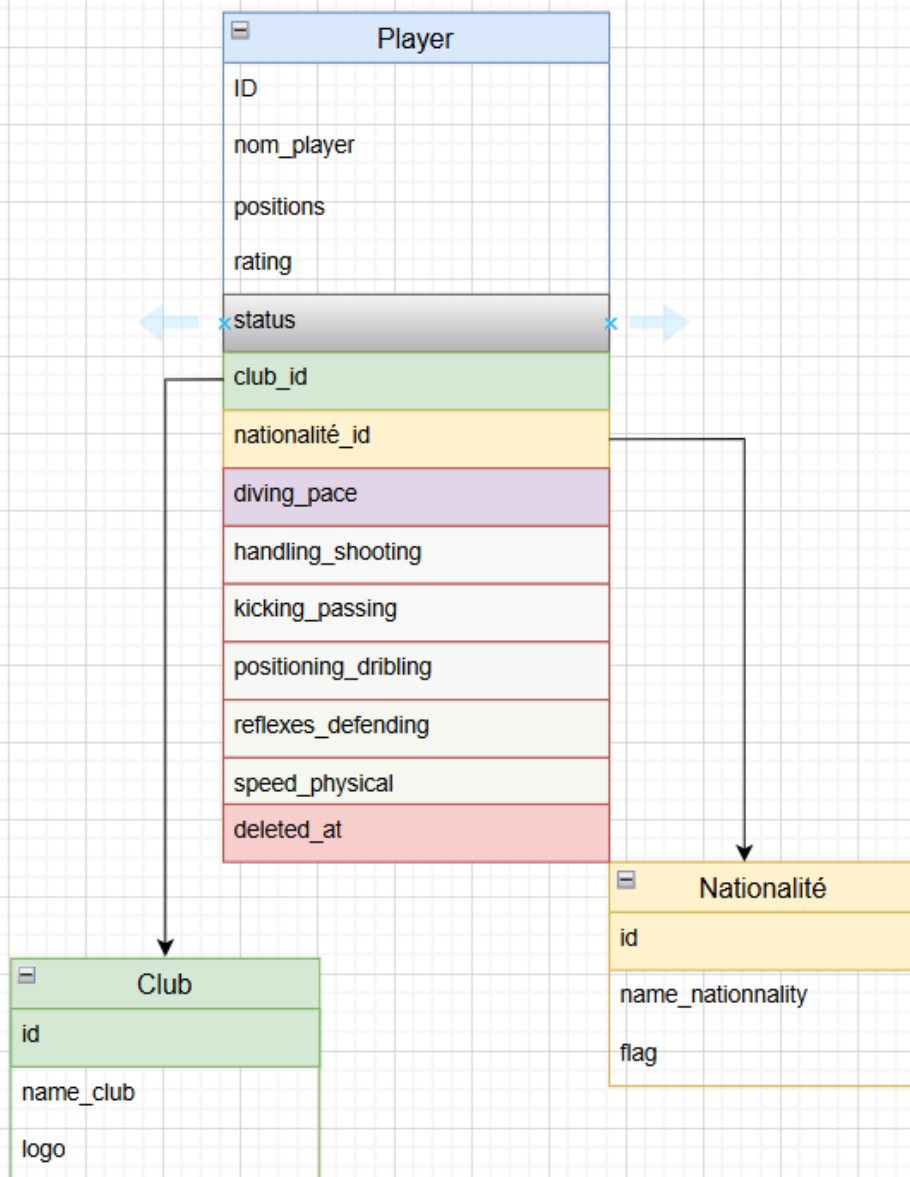 Player
ID
nom_player
positions
rating
status
club_id
nationalité_id
diving_pace
handling_shooting
kicking_passing
positioning_dribling
reflexes_defending
speed_physical
deleted_at
Nationalité
id
name_nationnality
flag
Club
id
name_club
logo